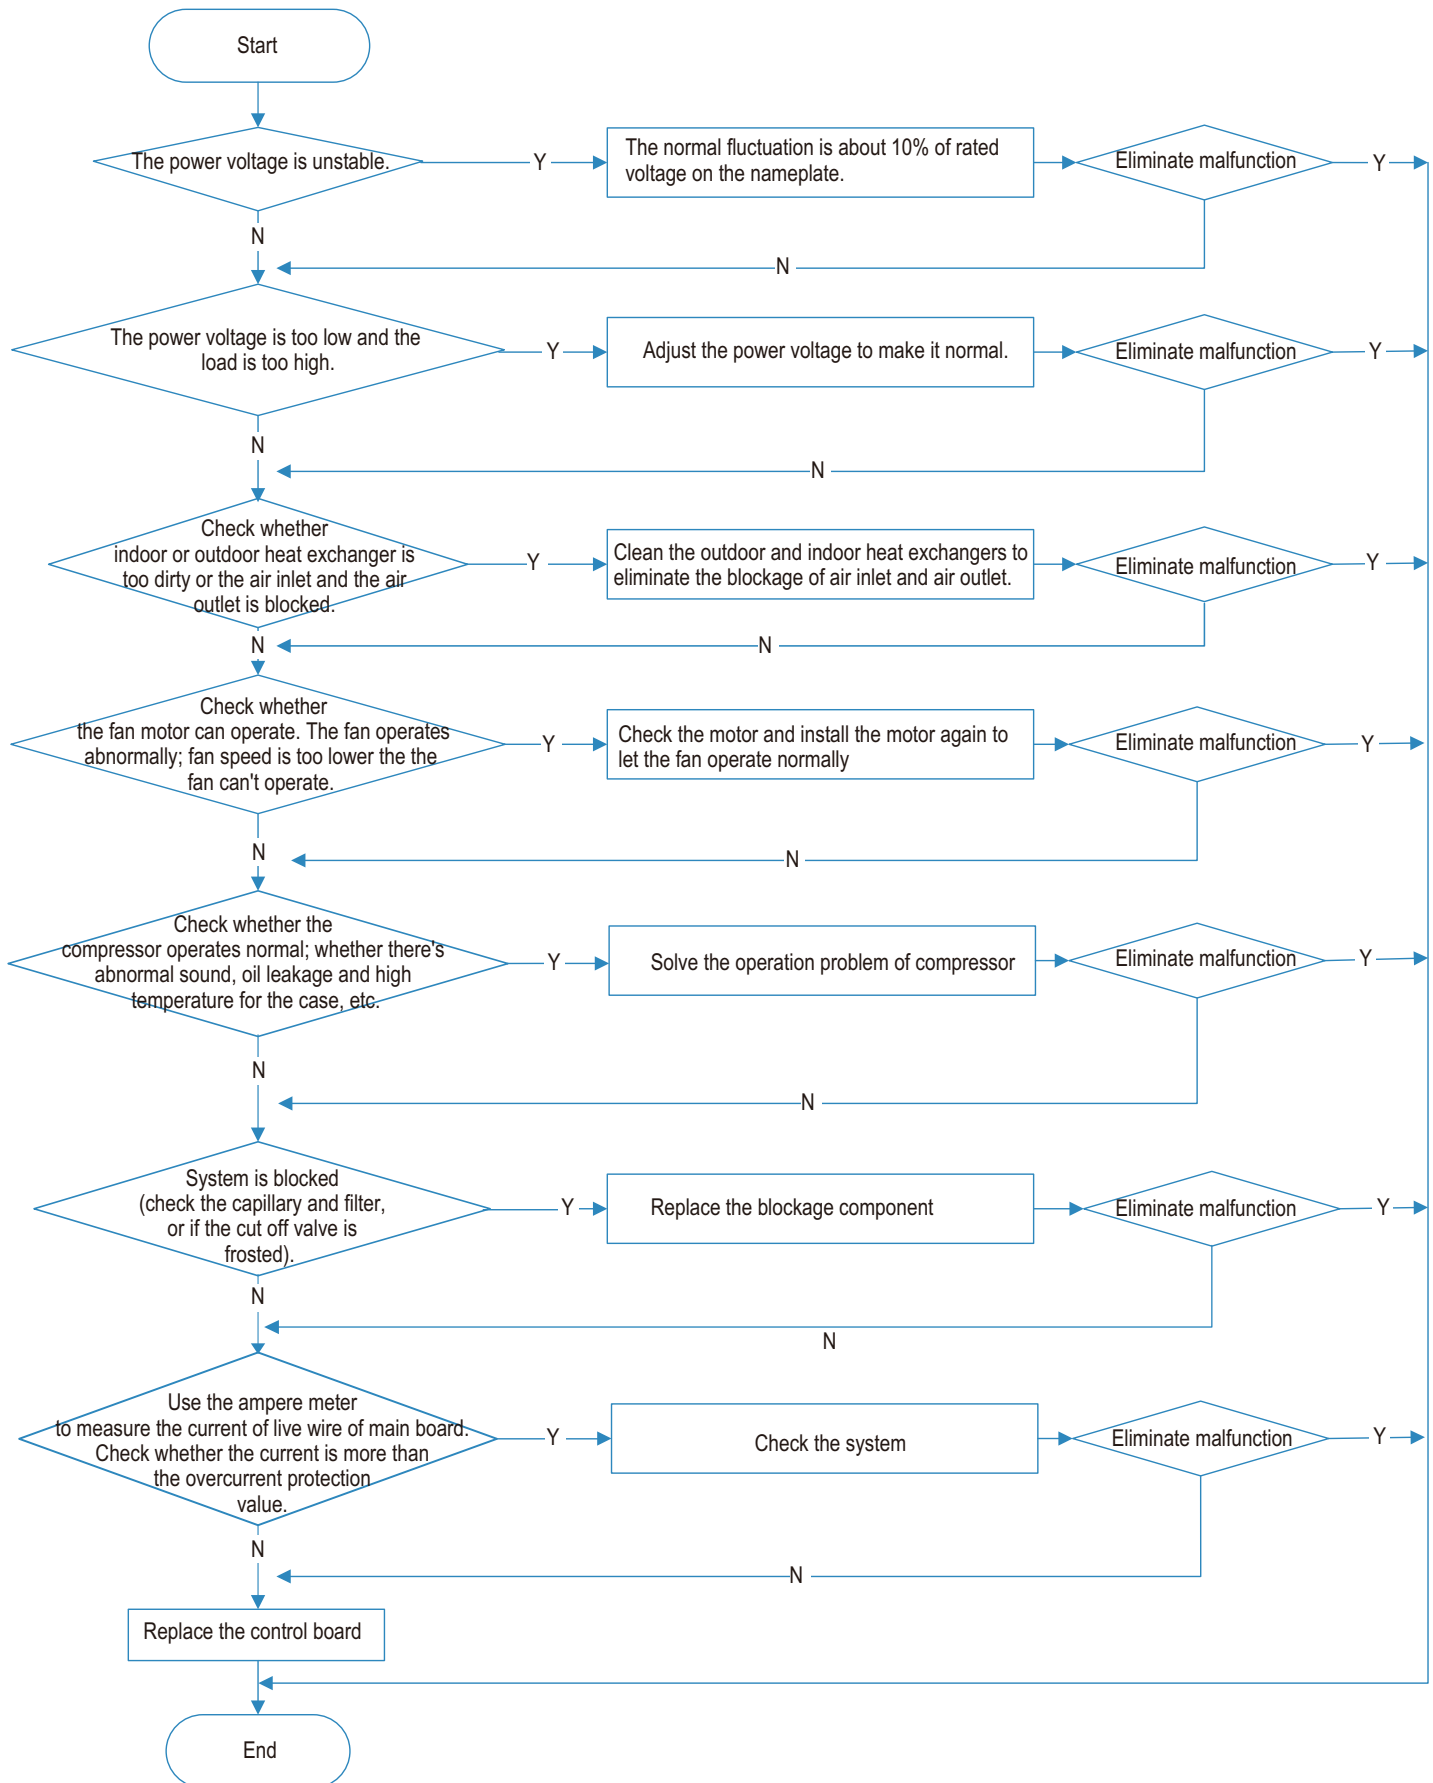 Start
The power voltage is unstable.
Y
The normal fluctuation is about 10% of rated
voltage on the nameplate.
Eliminate malfunction
Y
N
N
The power voltage is too low and the
load is too high.
Y
Adjust the power voltage to make it normal.
Eliminate malfunction
Y
N
N
Check whether
indoor or outdoor heat exchanger is
too dirty or the air inlet and the air
outlet is blocked.
Y
Clean the outdoor and indoor heat exchangers to
eliminate the blockage of air inlet and air outlet.
Eliminate malfunction
Y
N
N
Check whether
the fan motor can operate. The fan operates
abnormally; fan speed is too lower the the
fan can't operate.
Y
Check the motor and install the motor again to
let the fan operate normally
Eliminate malfunction
Y
N
N
Check whether the
compressor operates normal; whether there's
abnormal sound, oil leakage and high
temperature for the case, etc.
Y
Solve the operation problem of compressor
Eliminate malfunction
Y
N
N
System is blocked
(check the capillary and filter,
or if the cut off valve is
frosted).
Y
Replace the blockage component
Eliminate malfunction
Y
N
N
Use the ampere meter
to measure the current of live wire of main board.
Check whether the current is more than
the overcurrent protection
value.
Y
Check the system
Eliminate malfunction
Y
N
N
Replace the control board
End